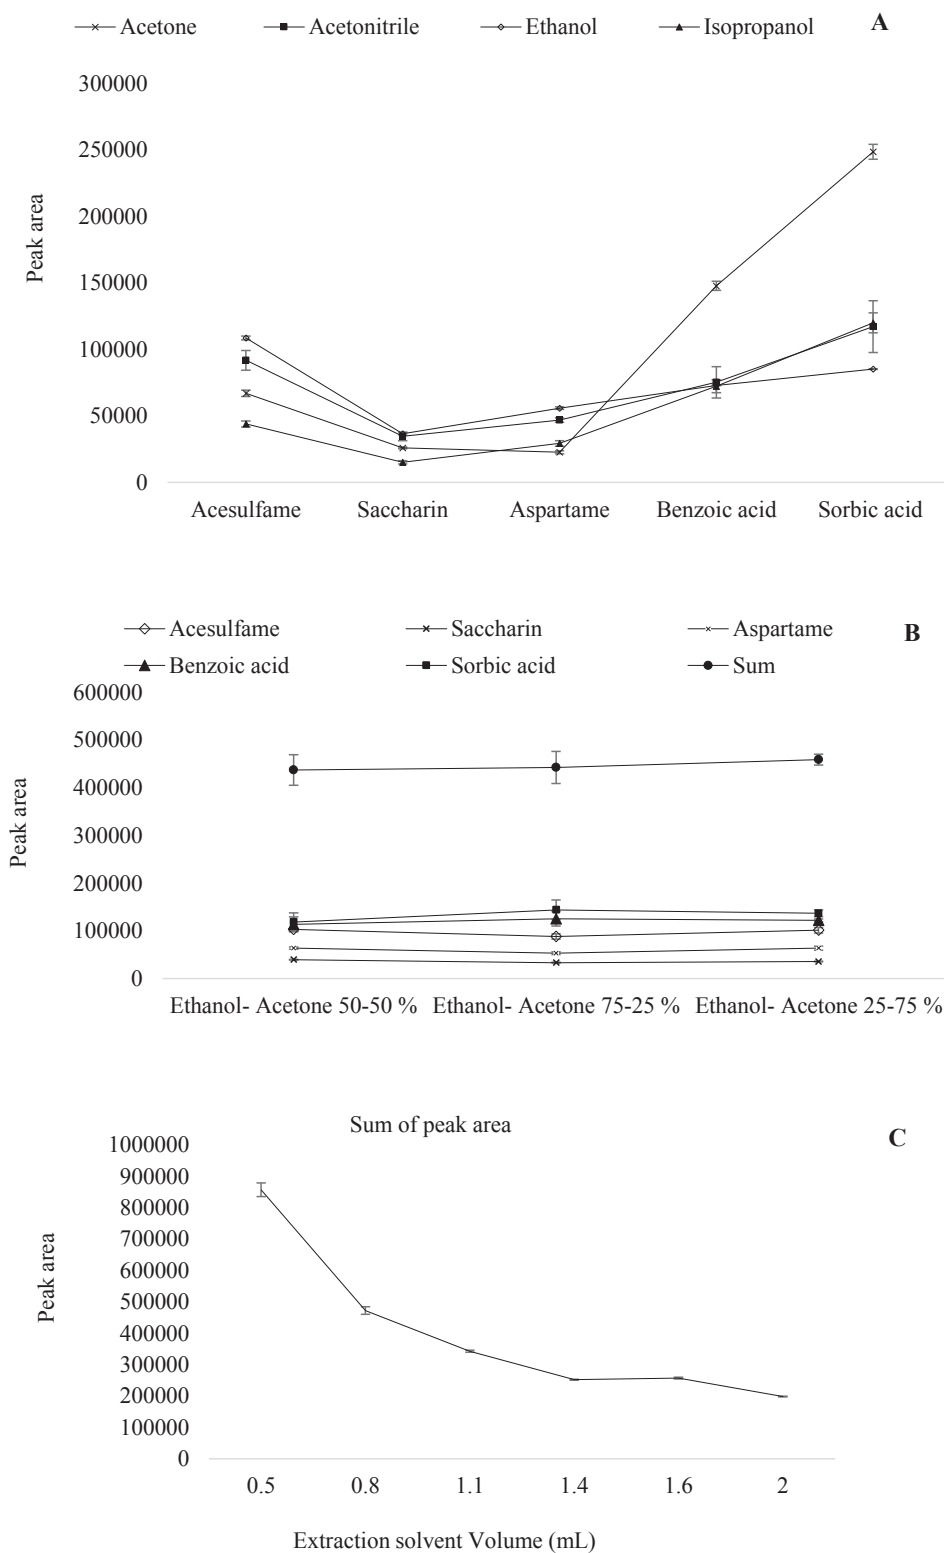 Acetone Acetonitrile Ethanol Isopropanol A
300000
250000
200000
150000
100000
50000
0
Peak area
Acesulfame Saccharin Aspartame Benzoic acid Sorbic acid
Acesulfame Saccharin Aspartame B
Benzoic acid Sorbic acid Sum
600000
500000
400000
300000
200000
100000
0
Peak area
Ethanol- Acetone 50-50 % Ethanol- Acetone 75-25 % Ethanol- Acetone 25-75 %
Sum of peak area C
1000000
900000
800000
700000
600000
500000
400000
300000
200000
100000
0
Peak area
0.5 0.8 1.1 1.4 1.6 2
Extraction solvent Volume (mL)